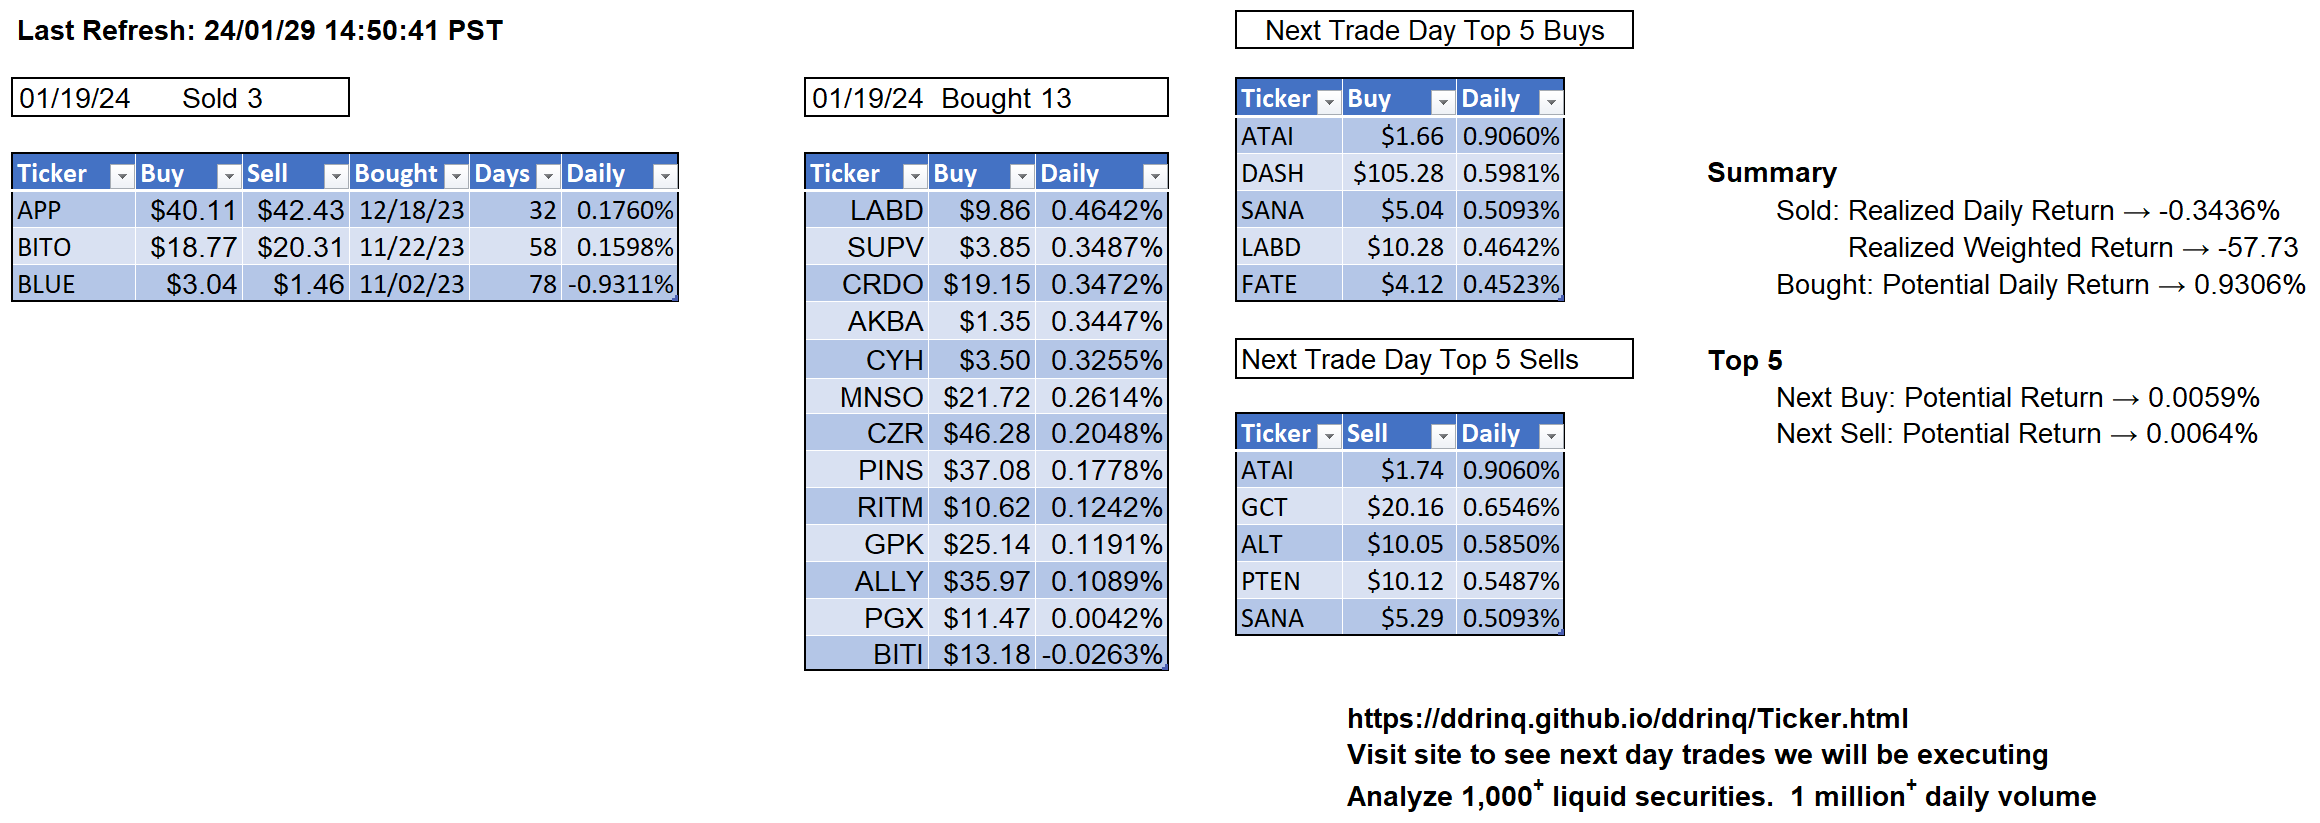 Last Refresh: 24/01/29 14:50:41 PST
01/19/24 Sold 3
Ticker Buy Sell Bought Days Daily
APP $40.11 $42.43 12/18/23 32 0.1760%
BITO $18.77 $20.31 11/22/23 58 0.1598%
BLUE $3.04 $1.46 11/02/23 78 -0.9311%
01/19/24 Bought 13
Ticker Buy Daily
LABD $9.86 0.4642%
SUPV $3.85 0.3487%
CRDO $19.15 0.3472%
AKBA $1.35 0.3447%
CYH $3.50 0.3255%
MNSO $21.72 0.2614%
CZR $46.28 0.2048%
PINS $37.08 0.1778%
RITM $10.62 0.1242%
GPK $25.14 0.1191%
ALLY $35.97 0.1089%
PGX $11.47 0.0042%
BITI $13.18 -0.0263%
Next Trade Day Top 5 Buys
Ticker Buy Daily
ATAI $1.66 0.9060%
DASH $105.28 0.5981%
SANA $5.04 0.5093%
LABD $10.28 0.4642%
FATE $4.12 0.4523%
Next Trade Day Top 5 Sells
Ticker Sell Daily
ATAI $1.74 0.9060%
GCT $20.16 0.6546%
ALT $10.05 0.5850%
PTEN $10.12 0.5487%
SANA $5.29 0.5093%
Summary
Sold: Realized Daily Return → -0.3436%
Realized Weighted Return → -57.73
Bought: Potential Daily Return → 0.9306%
Top 5
Next Buy: Potential Return → 0.0059%
Next Sell: Potential Return → 0.0064%
https://ddrinq.github.io/ddrinq/Ticker.html
Visit site to see next day trades we will be executing
Analyze 1,000+ liquid securities. 1 million+ daily volume